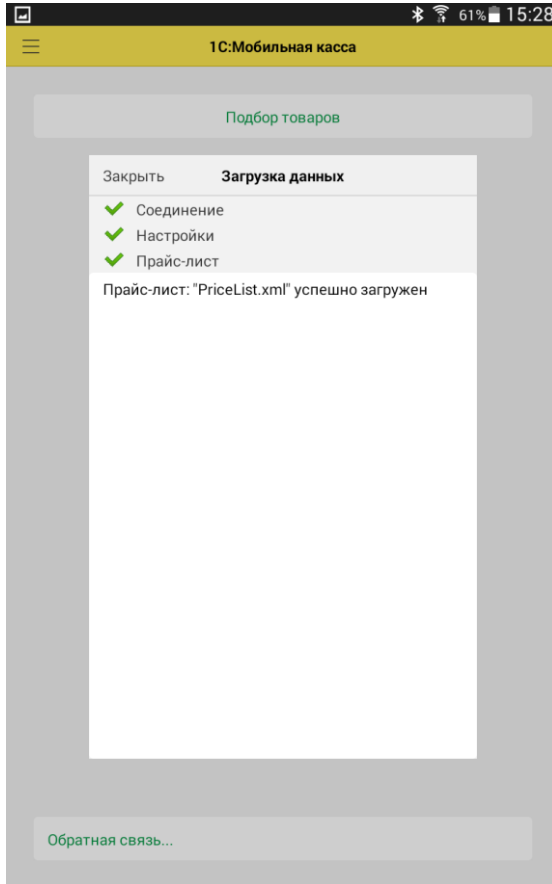 61% 15:28
1С:Мобильная касса
Подбор товаров
Закрыть Загрузка данных
Соединение
Настройки
Прайс-лист
Прайс-лист: "PriceList.xml" успешно загружен
Обратная связь...